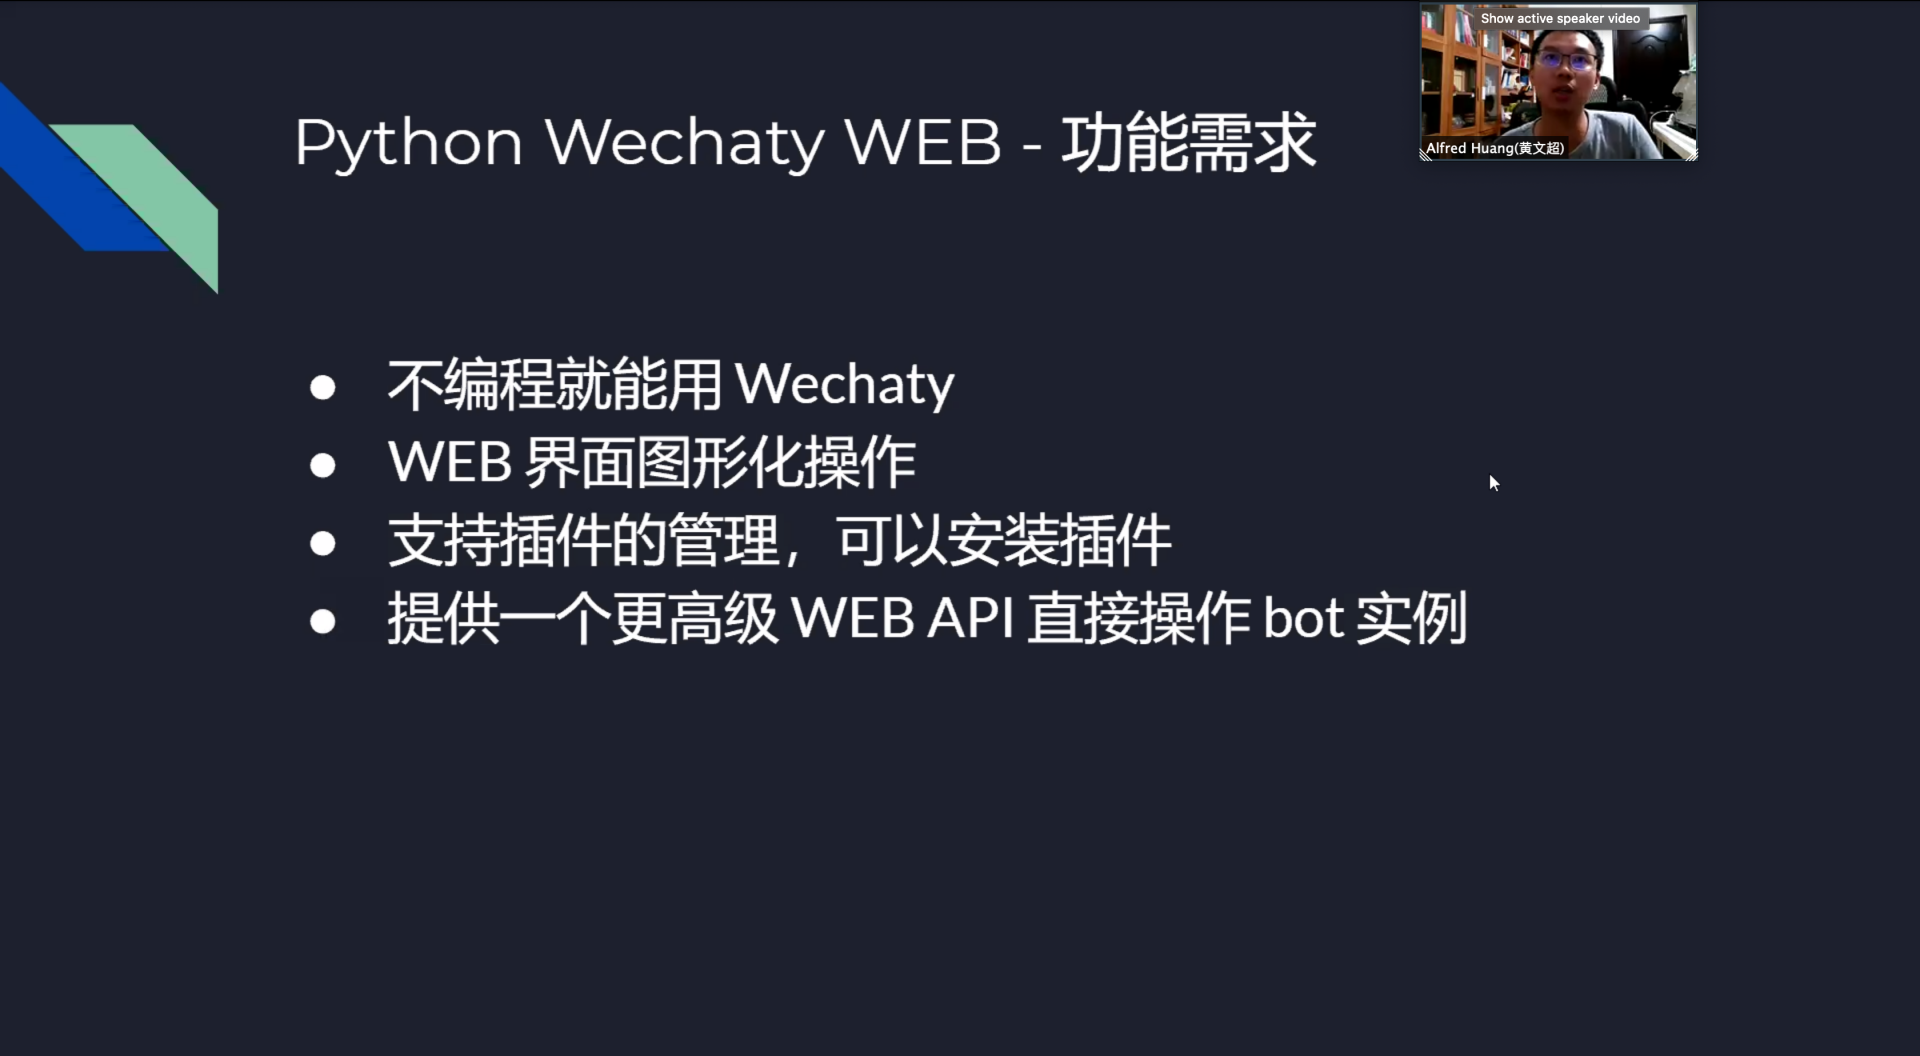 Show active speaker video
Alfred Huang(黄文超)
Python Wechaty WEB - 功能需求
● 不编程就能用 Wechaty
● WEB 界面图形化操作
● 支持插件的管理，可以安装插件
● 提供一个更高级 WEB API 直接操作 bot 实例